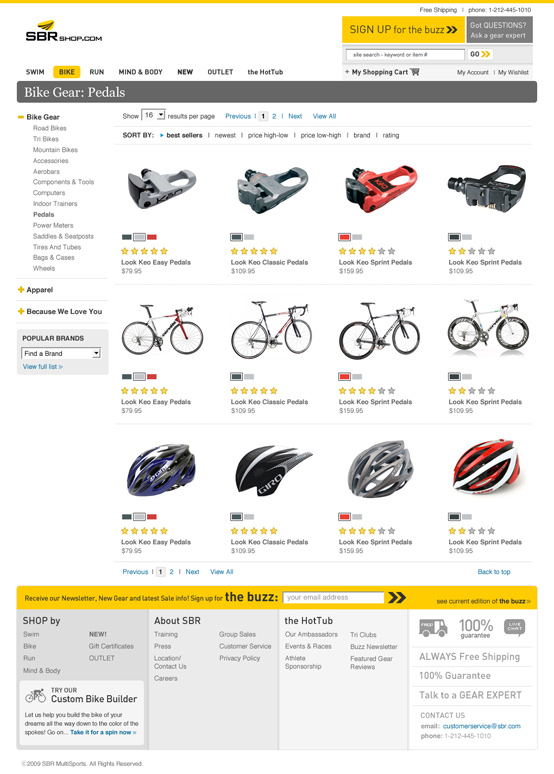 Free Shipping I phone: 1-212-445-1010
SBR SHOP.COM
SIGN UP for the buzz »
Got QUESTIONS?
Ask a gear expert
site search - keyword or item #
GO »
SWIM BIKE RUN MIND & BODY NEW OUTLET the HotTub
+ My Shopping Cart
My Account I My Wishlist
Bike Gear: Pedals
Bike Gear
Road Bikes
Tri Bikes
Mountain Bikes
Accessories
Aerobars
Components & Tools
Computers
Indoor Trainers
Pedals
Power Meters
Saddles & Seatposts
Tires And Tubes
Bags & Cases
Wheels
Apparel
Because We Love You
POPULAR BRANDS
Find a Brand
View full list »
Show 16 results per page Previous I 1 2 I Next View All
SORT BY: best sellers I newest I price high-low I price low-high I brand I rating
KEO
Look Keo Easy Pedals
$79.95
Look Keo Classic Pedals
$109.95
Look Keo Sprint Pedals
$159.95
Look Keo Sprint Pedals
$109.95
Look Keo Easy Pedals
$79.95
Look Keo Classic Pedals
$109.95
Look Keo Sprint Pedals
$159.95
Look Keo Sprint Pedals
$109.95
GIRO
Look Keo Easy Pedals
$79.95
Look Keo Classic Pedals
$109.95
Look Keo Sprint Pedals
$159.95
Look Keo Sprint Pedals
$109.95
Previous I 1 2 I Next View All
Back to top
Receive our Newsletter, New Gear and latest Sale info! Sign up for the buzz:
your email address
see current edition of the buzz»
SHOP by
Swim
Bike
Run
Mind & Body
NEW!
Gift Certificates
OUTLET
TRY OUR
Custom Bike Builder
Let us help you build the bike of your
dreams all the way down to the color of the
spokes! Go on... Take it for a spin now »
About SBR
Training
Press
Location/
Contact Us
Careers
Group Sales
Customer Service
Privacy Policy
the HotTub
Our Ambassadors
Events & Races
Athlete
Sponsorship
Tri Clubs
Buzz Newsletter
Featured Gear
Reviews
FREE!
100%
guarantee
LIVE
CHAT
ALWAYS Free Shipping
100% Guarantee
Talk to a GEAR EXPERT
CONTACT US
email: customerservice@sbr.com
phone: 1-212-445-1010
©2009 SBR MultiSports. All Rights Reserved.